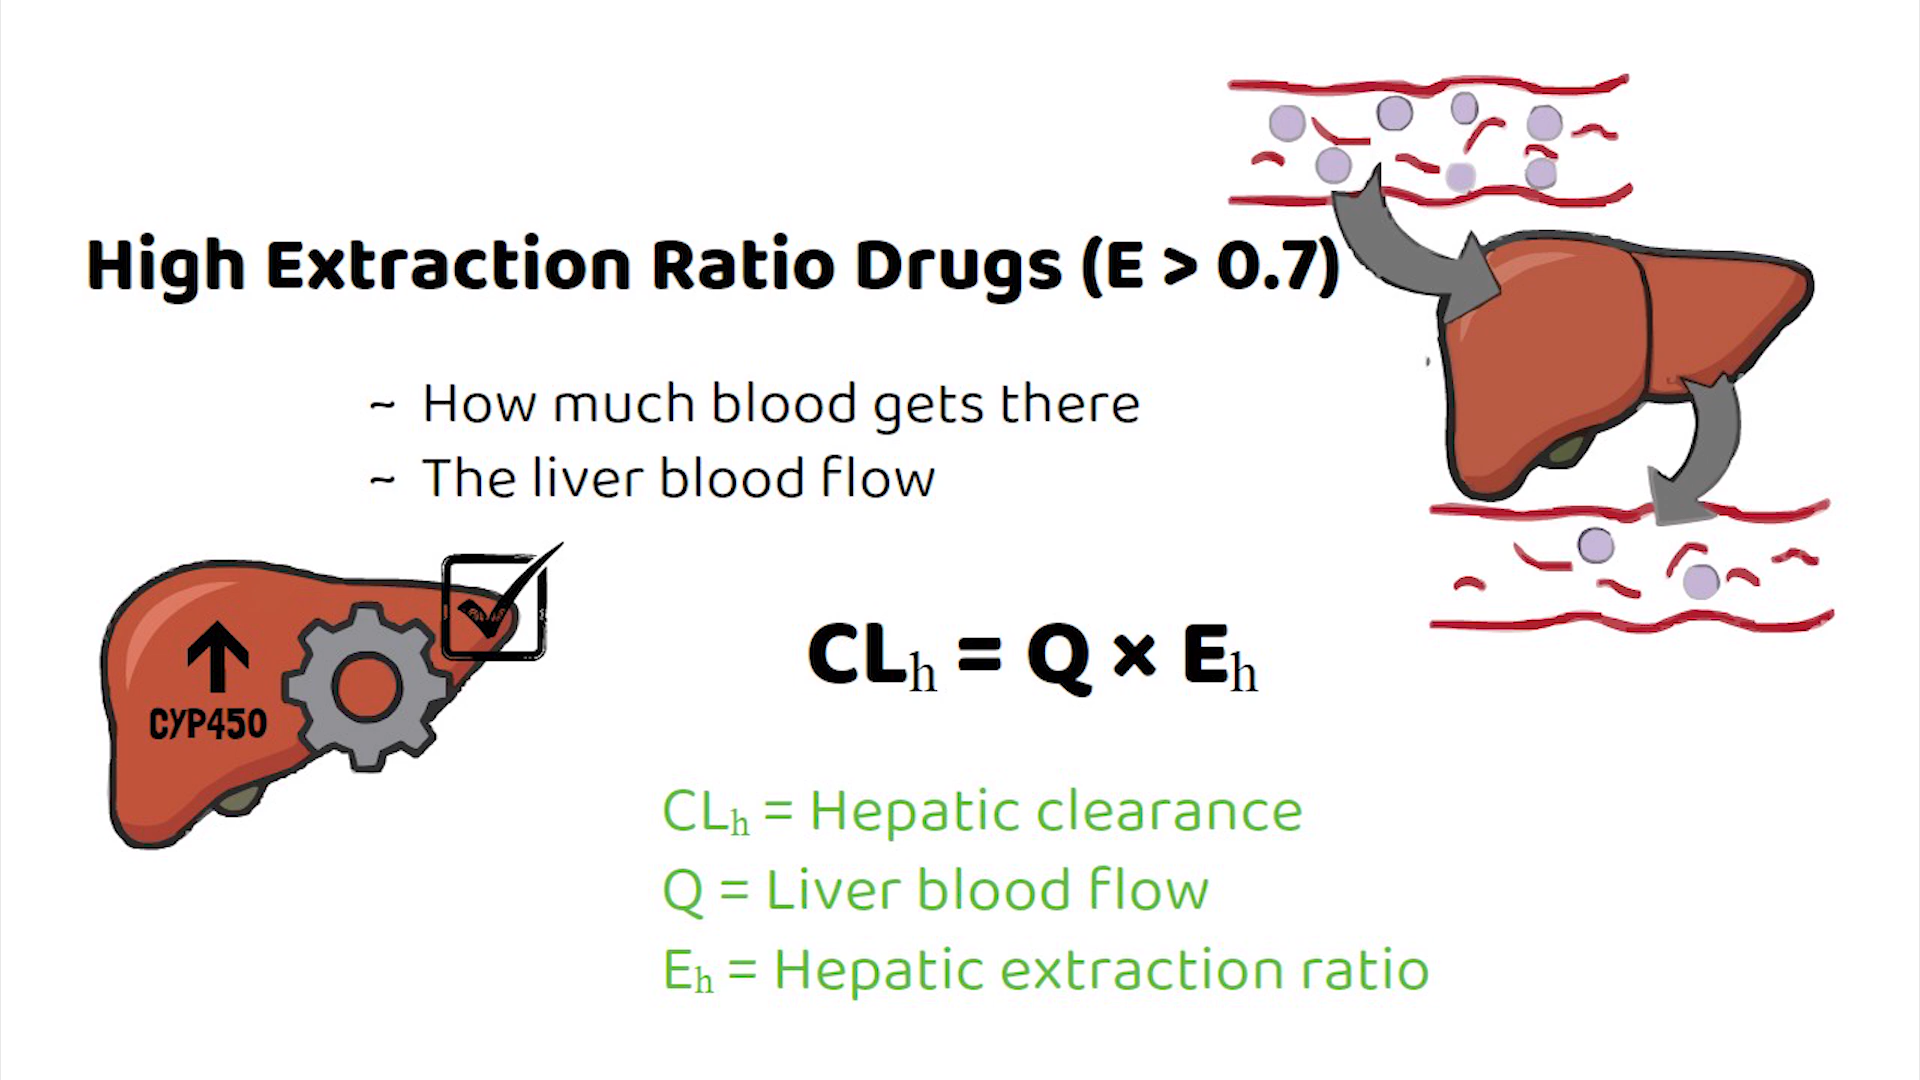 High Extraction Ratio Drugs (E > 0.7)
~ How much blood gets there
~ The liver blood flow
CYP450
CLh = Q × Eh
CLh = Hepatic clearance
Q = Liver blood flow
Eh = Hepatic extraction ratio